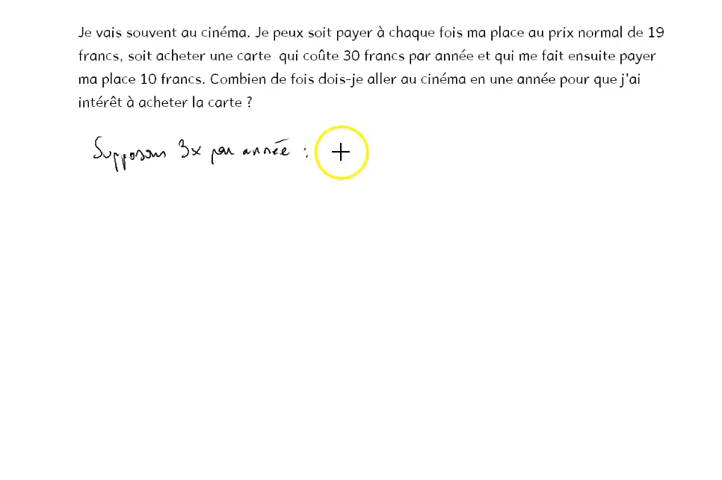 Je vais souvent au cinéma. Je peux soit payer à chaque fois ma place au prix normal de 19
francs, soit acheter une carte qui coûte 30 francs par année et qui me fait ensuite payer
ma place 10 francs. Combien de fois dois-je aller au cinéma en une année pour que j'ai
intérêt à acheter la carte ?
Supposons 3x par année :